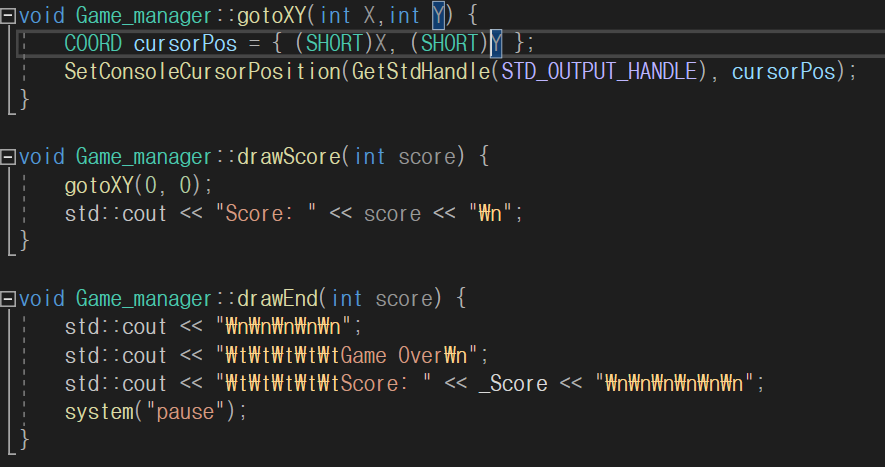 void Game_manager::gotoXY(int X,int Y) {
COORD cursorPos = { (SHORT)X, (SHORT)Y };
SetConsoleCursorPosition(GetStdHandle(STD_OUTPUT_HANDLE), cursorPos);
}
void Game_manager::drawScore(int score) {
gotoXY(0, 0);
std::cout << "Score: " << score << "₩n";
}
void Game_manager::drawEnd(int score) {
std::cout << "₩n₩n₩n₩n₩n";
std::cout << "₩t₩t₩t₩t₩tGame Over₩n";
std::cout << "₩t₩t₩t₩t₩tScore: " << _Score << "₩n₩n₩n₩n₩n₩n";
system("pause");
}